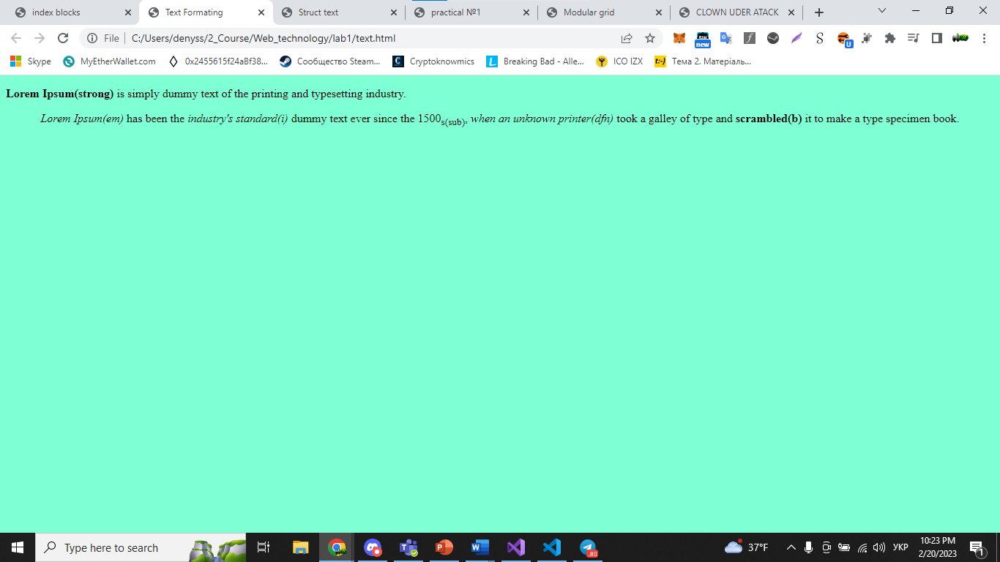 index blocks
Text Formating
Struct text
practical №1
Modular grid
CLOWN UDER ATACK
File
C:/Users/denyss/2_Course/Web_technology/lab1/text.html
new
U
Skype
MyEtherWallet.com
0x2455615f24aBf38...
Сообщество Steam...
Cryptoknowmics
Breaking Bad - Alle...
ICO IZX
Тема 2. Матеріаль...
Lorem Ipsum(strong) is simply dummy text of the printing and typesetting industry.
Lorem Ipsum(em) has been the industry's standard(i) dummy text ever since the 1500s(sub), when an unknown printer(dfn) took a galley of type and scrambled(b) it to make a type specimen book.
Type here to search
.80
37°F
УКР
10:23 PM
2/20/2023
1